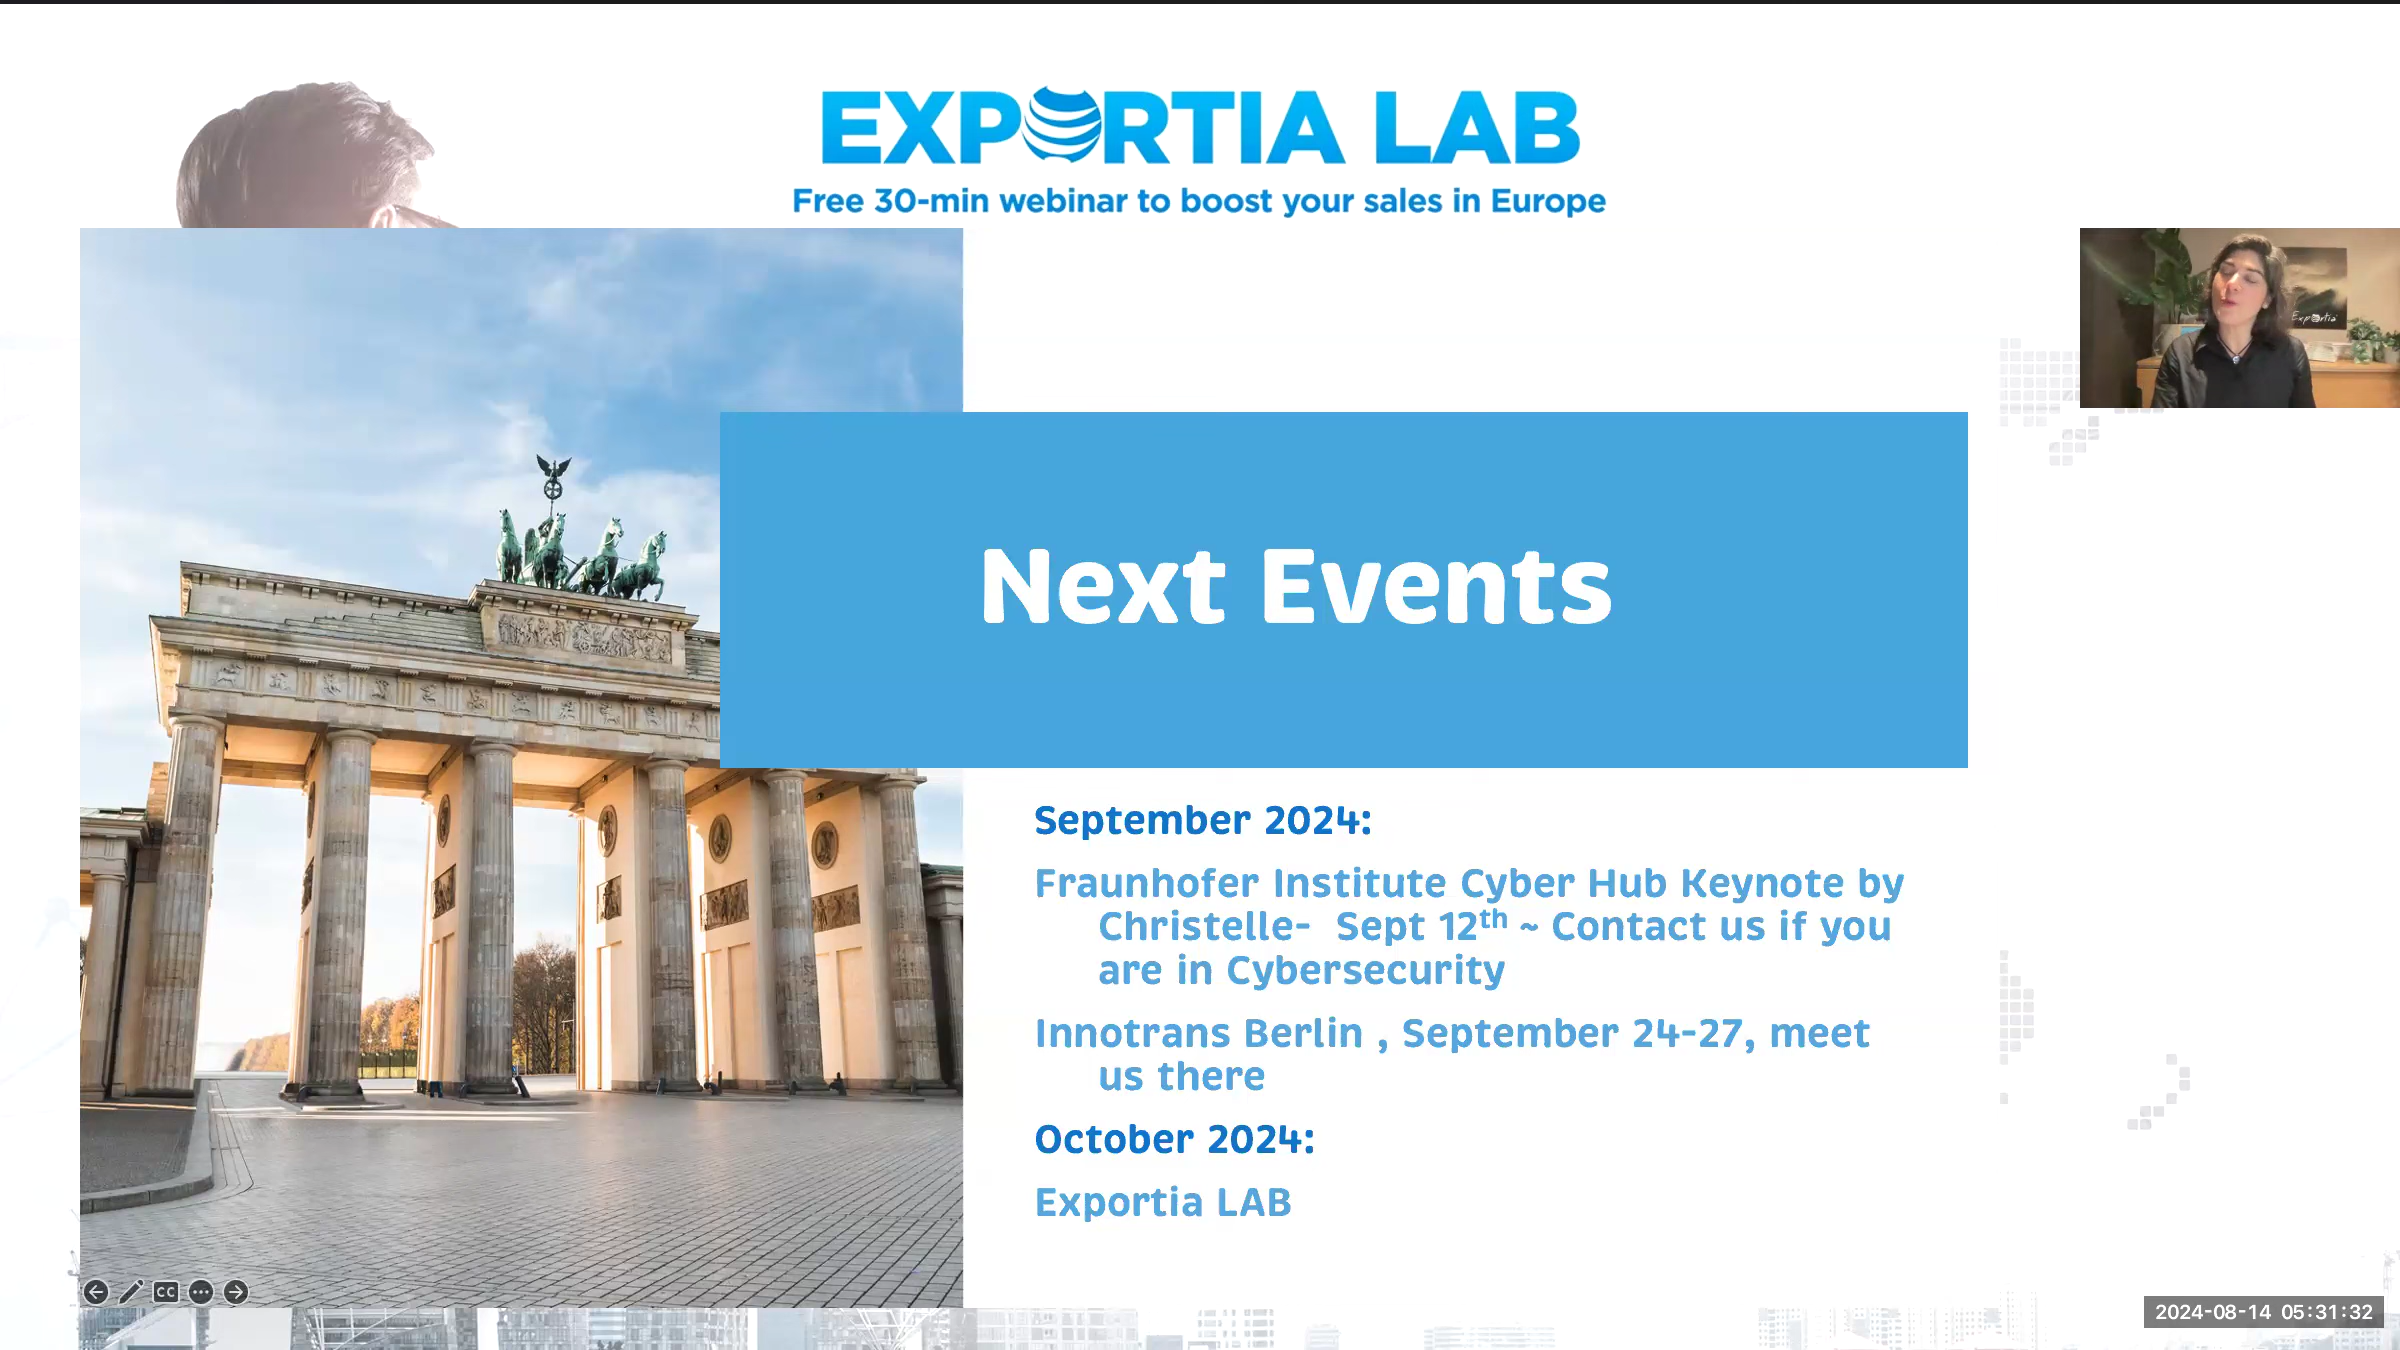 EXPORTIA LAB
Free 30-min webinar to boost your sales in Europe
Exportia
Next Events
September 2024:
Fraunhofer Institute Cyber Hub Keynote by
Christelle- Sept 12th ~ Contact us if you
are in Cybersecurity
Innotrans Berlin , September 24-27, meet
us there
October 2024:
Exportia LAB
CC
2024-08-14 05:31:32